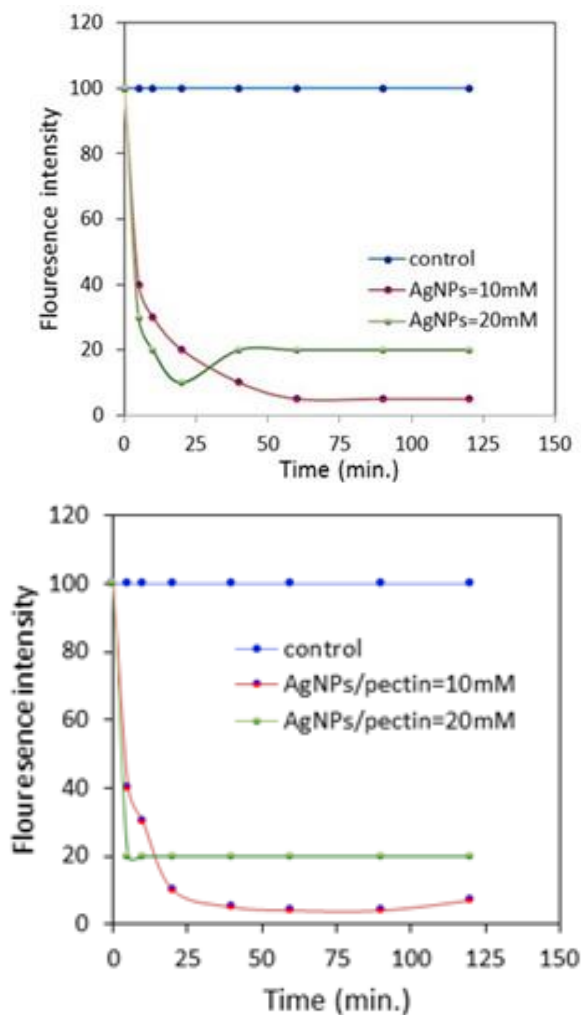 120
100
80
60
40
20
0
Flouresence intensity
control
AgNPs=10mM
AgNPs=20mM
0 25 50 75 100 125 150
Time (min.)
120
100
80
60
40
20
0
Flouresence intensity
control
AgNPs/pectin=10mM
AgNPs/pectin=20mM
0 25 50 75 100 125 150
Time (min.)